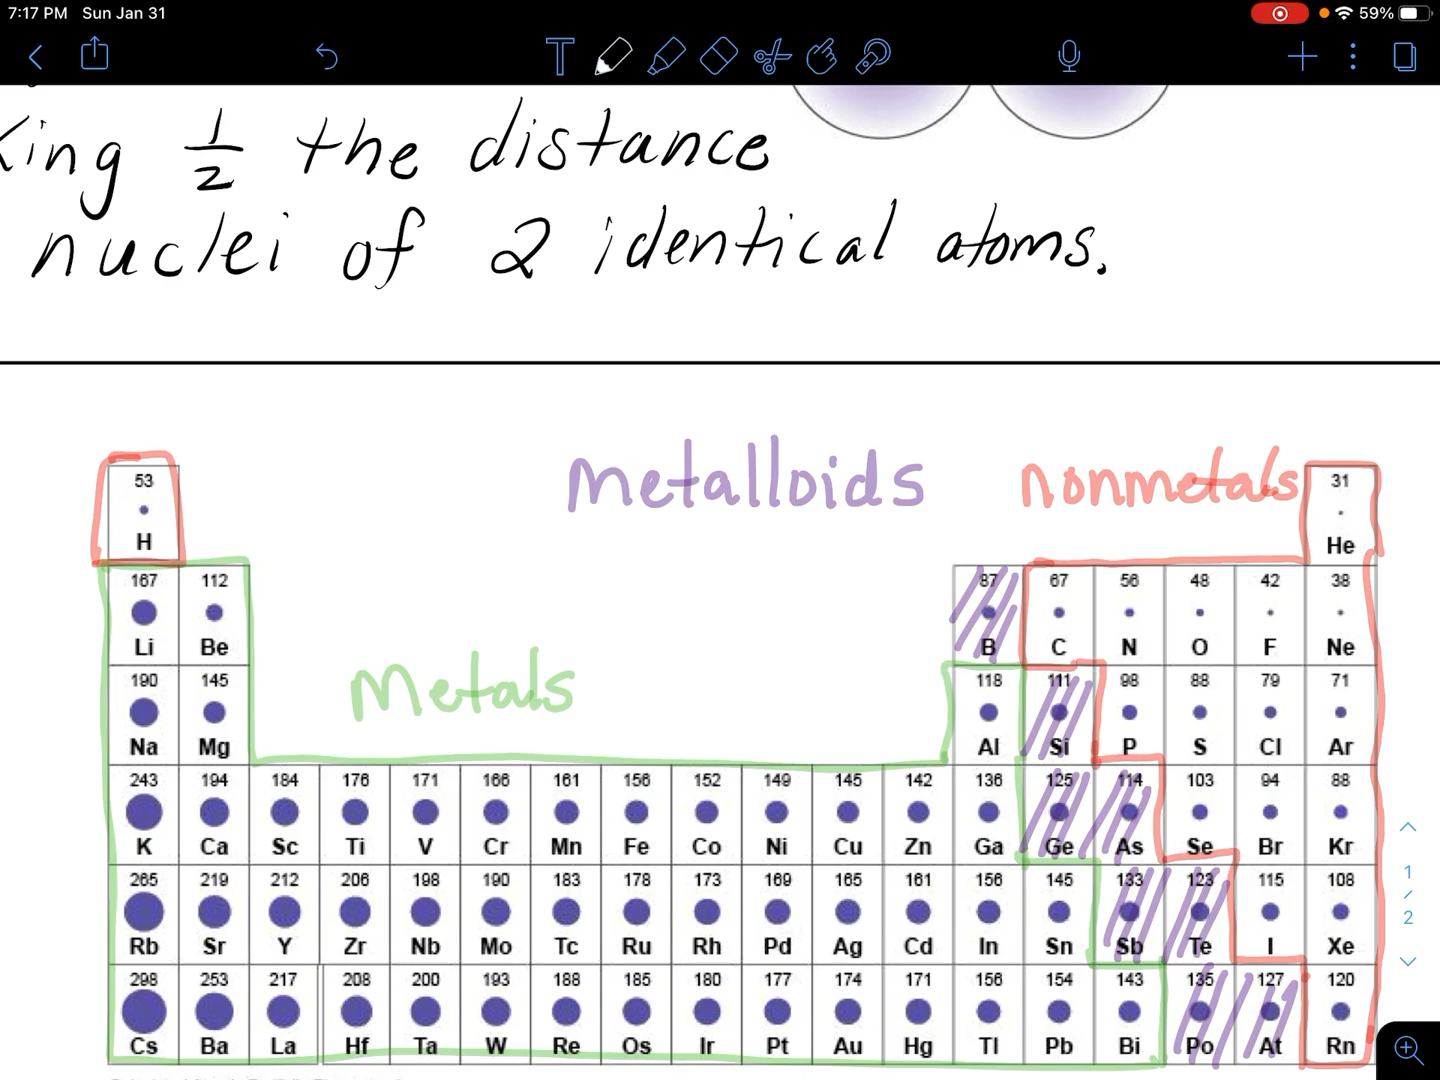 7:17 PM Sun Jan 31 59%
king 1/2 the distance
nuclei of 2 identical atoms.
metalloids nonmetals
53 31
H He
167 112 87 67 56 48 42 38
Li Be B C N O F Ne
Metals
190 145 118 111 98 88 79 71
Na Mg Al Si P S Cl Ar
243 194 184 176 171 166 161 156 152 149 145 142 136 125 114 103 94 88
K Ca Sc Ti V Cr Mn Fe Co Ni Cu Zn Ga Ge As Se Br Kr
265 219 212 206 198 190 183 178 173 169 165 161 156 145 133 123 115 108
Rb Sr Y Zr Nb Mo Tc Ru Rh Pd Ag Cd In Sn Sb Te I Xe
298 253 217 208 200 193 188 185 180 177 174 171 156 154 143 135 127 120
Cs Ba La Hf Ta W Re Os Ir Pt Au Hg Tl Pb Bi Po At Rn
1
/
2